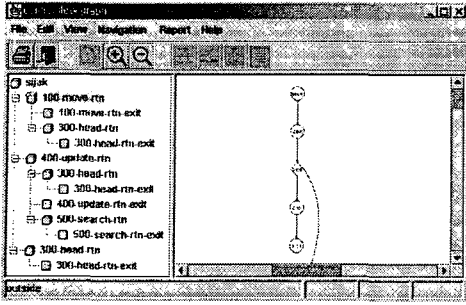 File Edit View Navigation Report Help
sijak
100-move-rtn
100-move-rtn-exit
300-head-rtn
300-head-rtn-exit
400-update-rtn
300-head-rtn
300-head-rtn-exit
400-update-rtn-exit
500-search-rtn
500-search-rtn-exit
300-head-rtn
300-head-rtn-exit
outside